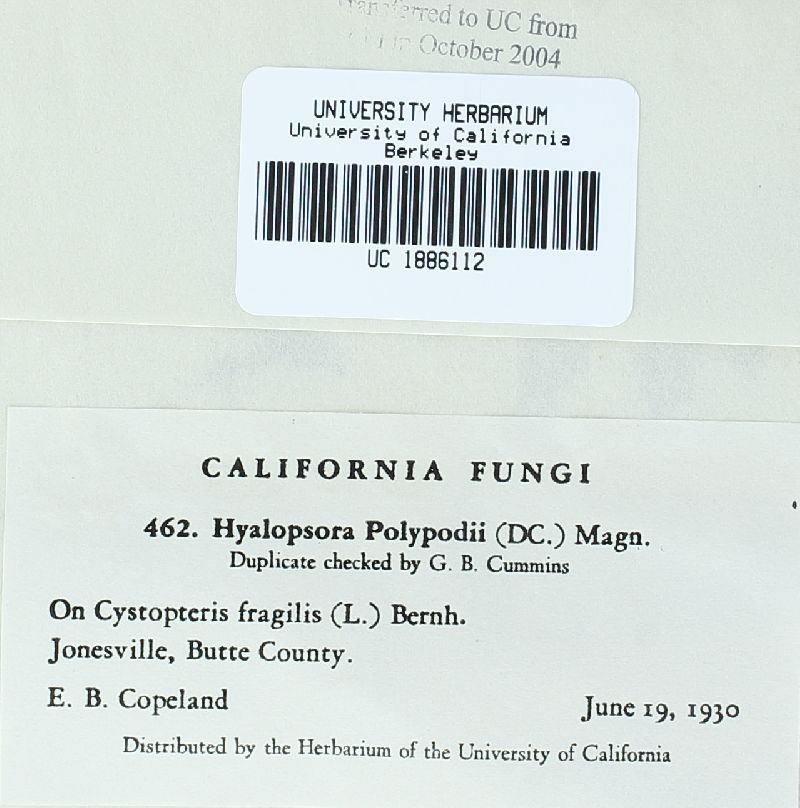 Transferred to UC from
in October 2004
UNIVERSITY HERBARIUM
University of California
Berkeley
UC 1886112
CALIFORNIA FUNGI
462. Hyalopsora Polypodii (DC.) Magn.
Duplicate checked by G. B. Cummins
On Cystopteris fragilis (L.) Bernh.
Jonesville, Butte County.
E. B. Copeland June 19, 1930
Distributed by the Herbarium of the University of California